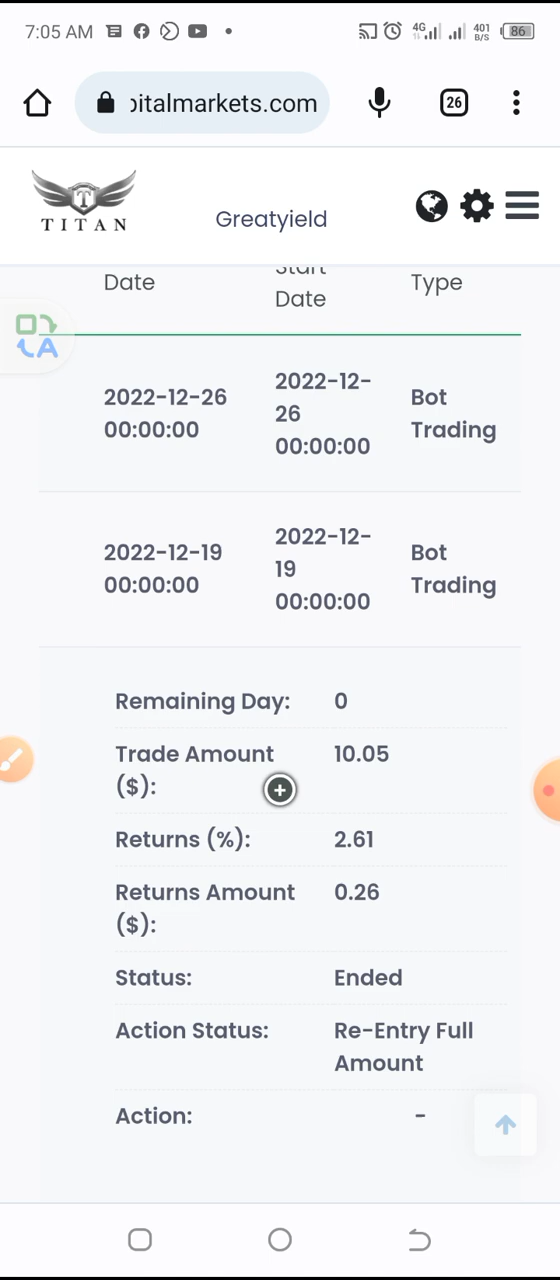 7:05 AM
4G
401
B/S
86
oitalmarkets.com
26
TITAN
Greatyield
Date
Start
Date
Type
2022-12-26
00:00:00
2022-12-
26
00:00:00
Bot
Trading
2022-12-19
00:00:00
2022-12-
19
00:00:00
Bot
Trading
Remaining Day: 0
Trade Amount 10.05
($):
Returns (%): 2.61
Returns Amount 0.26
($):
Status: Ended
Action Status: Re-Entry Full
Amount
Action: -